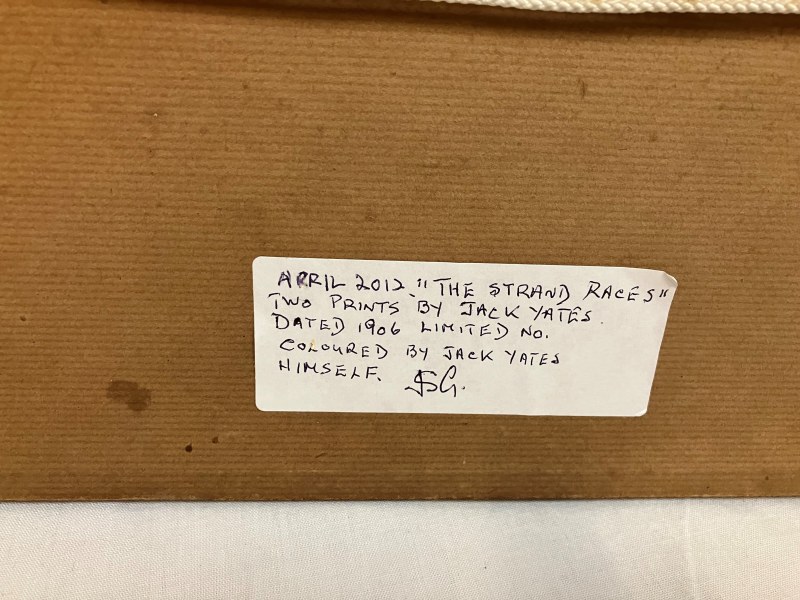 APRIL 2012. "THE STRAND RACES"
TWO PRINTS BY JACK YATES.
DATED 1906 LIMITED NO.
COLOURED BY JACK YATES
HIMSELF. JSG.